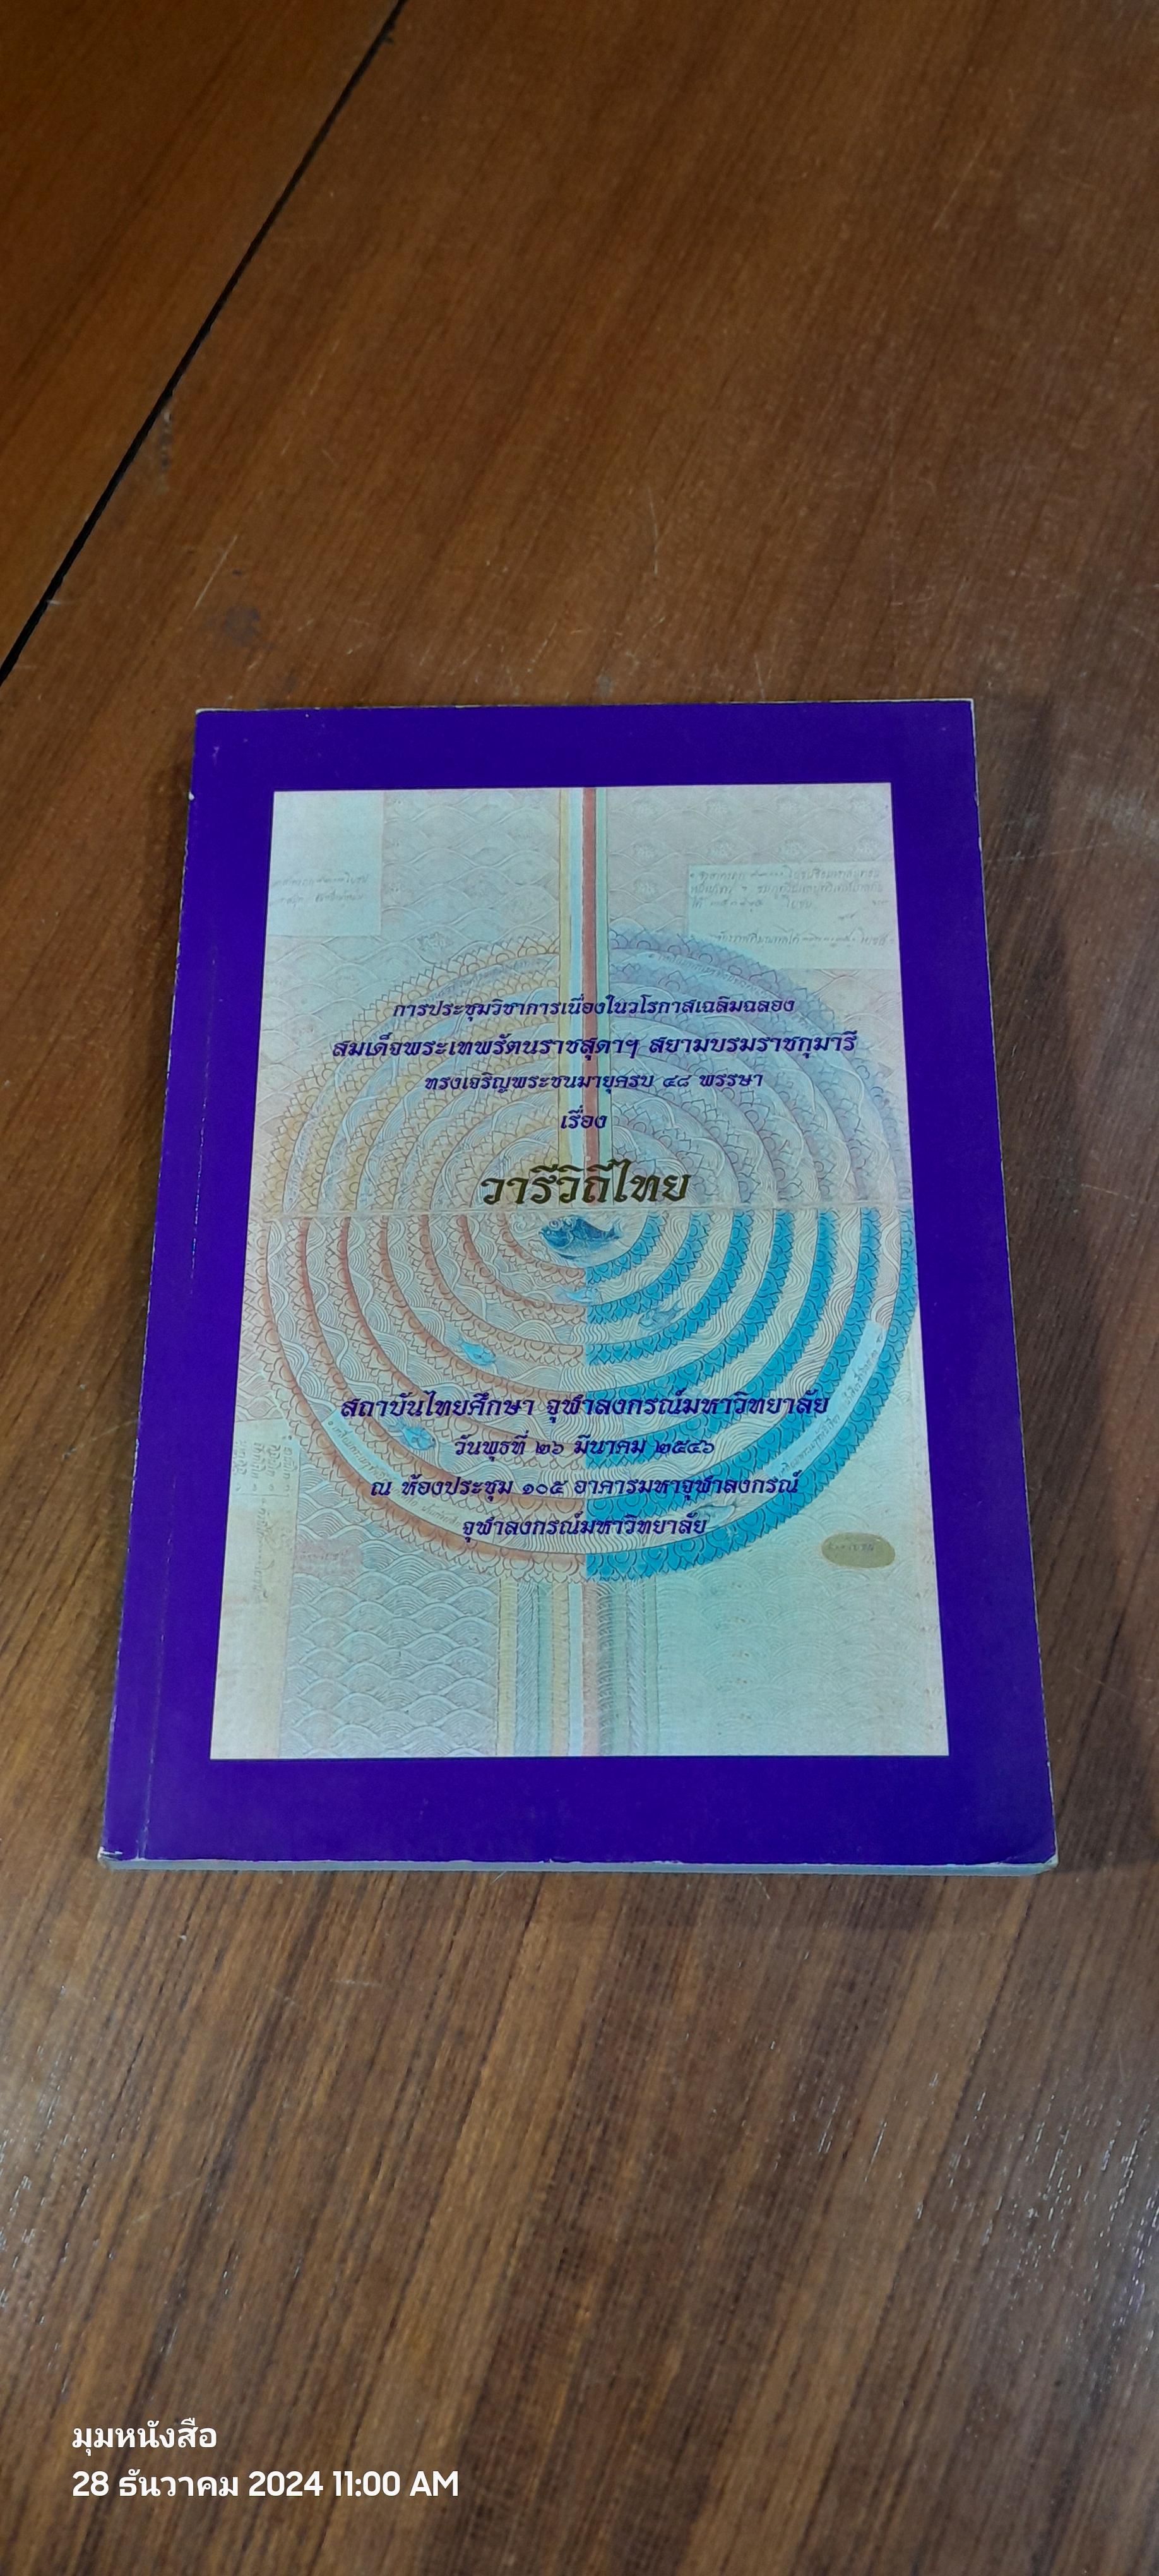 การประชุมวิชาการเนื่องในวโรกาสเฉลิมฉลอง
สมเด็จพระเทพรัตนราชสุดาฯ สยามบรมราชกุมารี
ทรงเจริญพระชนมายุครบ ๔๘ พรรษา
เรื่อง
วารีวิถีไทย
สถาบันไทยศึกษา จุฬาลงกรณ์มหาวิทยาลัย
วันพุธที่ ๒๖ มีนาคม ๒๕๔๖
ณ ห้องประชุม ๑๐๕ อาคารมหาจุฬาลงกรณ์
จุฬาลงกรณ์มหาวิทยาลัย
มุมหนังสือ
28 ธันวาคม 2024 11:00 AM